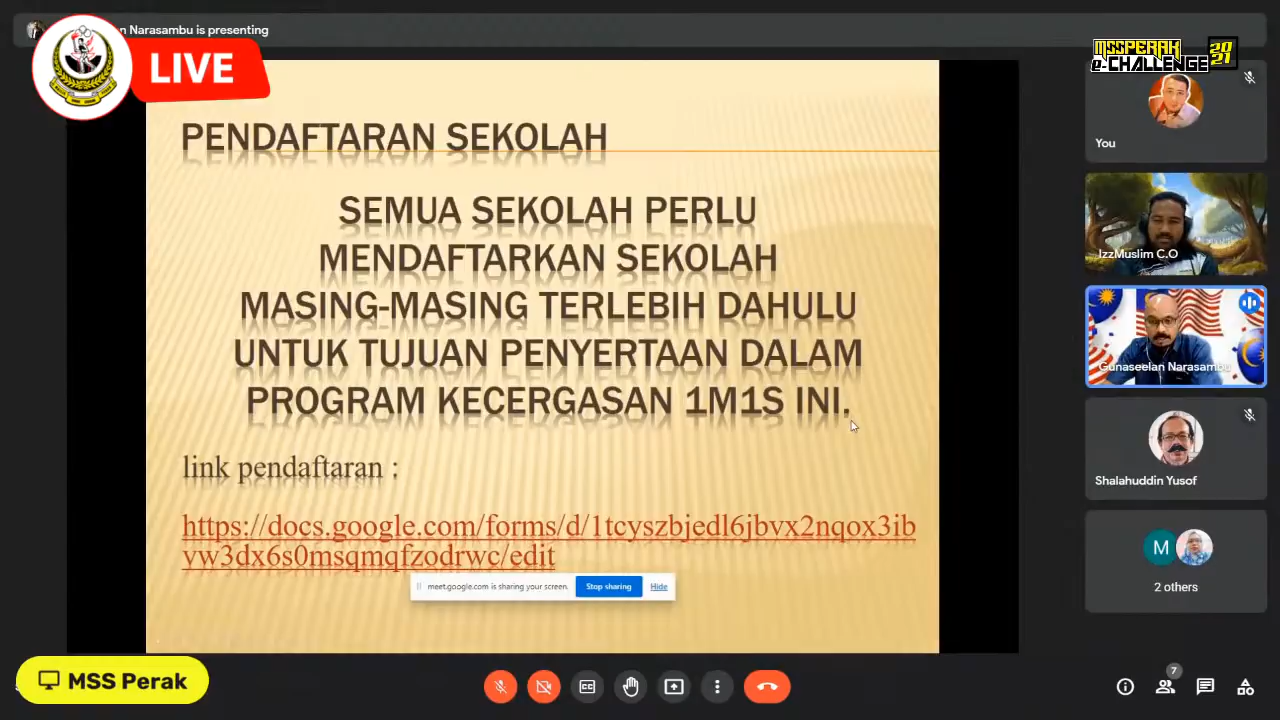 n Narasambu is presenting
LIVE
MSSPERAK
2021
e-CHALLENGE
PENDAFTARAN SEKOLAH
SEMUA SEKOLAH PERLU
MENDAFTARKAN SEKOLAH
MASING-MASING TERLEBIH DAHULU
UNTUK TUJUAN PENYERTAAN DALAM
PROGRAM KECERGASAN 1M1S INI.
link pendaftaran :
https://docs.google.com/forms/d/1tcyszbjedl6jbvx2nqox3ib
vw3dx6s0msqmqfzodrwc/edit
meet.google.com is sharing your screen.
Stop sharing
Hide
You
IzzMuslim C.O
Gunaseelan Narasambu
Shalahuddin Yusof
M
2 others
MSS Perak
CC
7